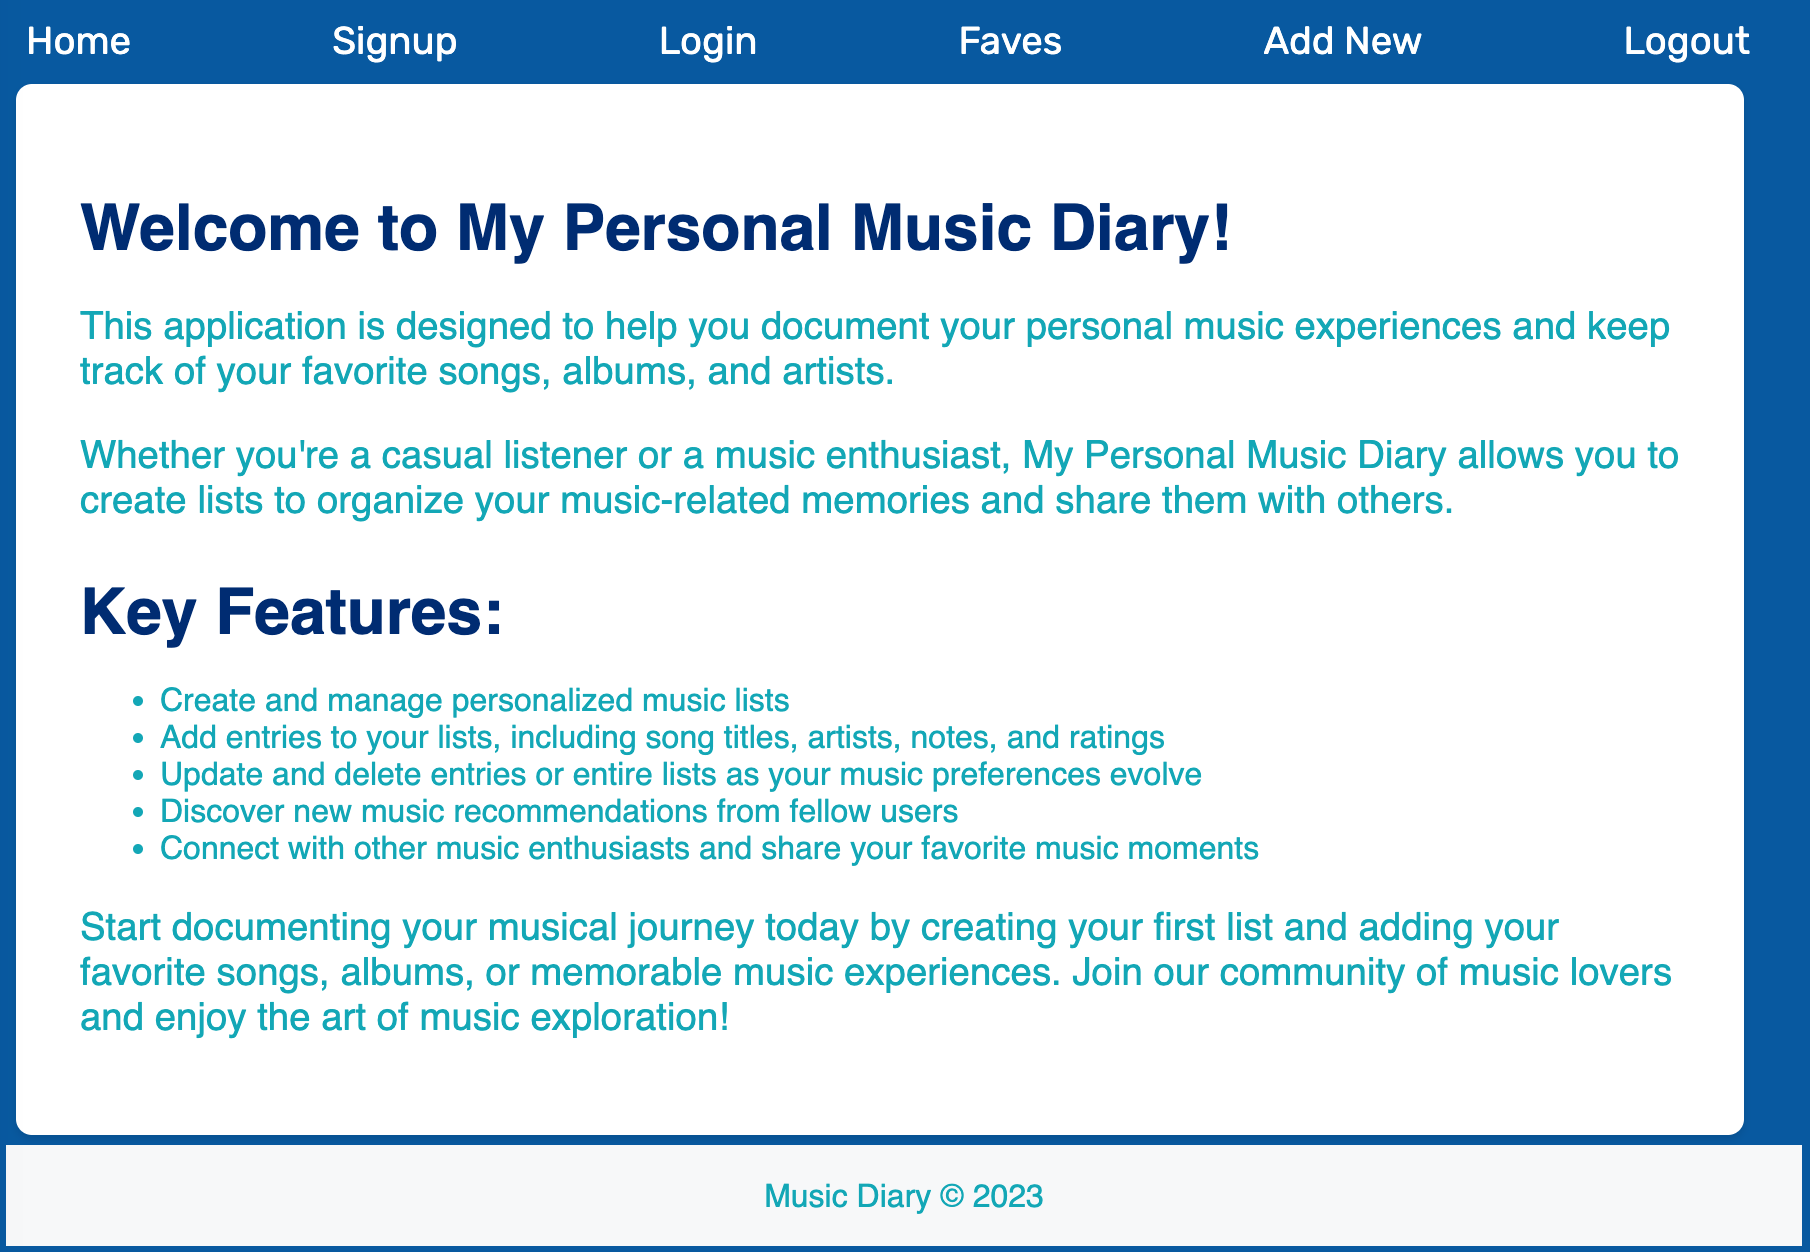 Home Signup Login Faves Add New Logout
Welcome to My Personal Music Diary!
This application is designed to help you document your personal music experiences and keep
track of your favorite songs, albums, and artists.
Whether you're a casual listener or a music enthusiast, My Personal Music Diary allows you to
create lists to organize your music-related memories and share them with others.
Key Features:
• Create and manage personalized music lists
• Add entries to your lists, including song titles, artists, notes, and ratings
• Update and delete entries or entire lists as your music preferences evolve
• Discover new music recommendations from fellow users
• Connect with other music enthusiasts and share your favorite music moments
Start documenting your musical journey today by creating your first list and adding your
favorite songs, albums, or memorable music experiences. Join our community of music lovers
and enjoy the art of music exploration!
Music Diary © 2023